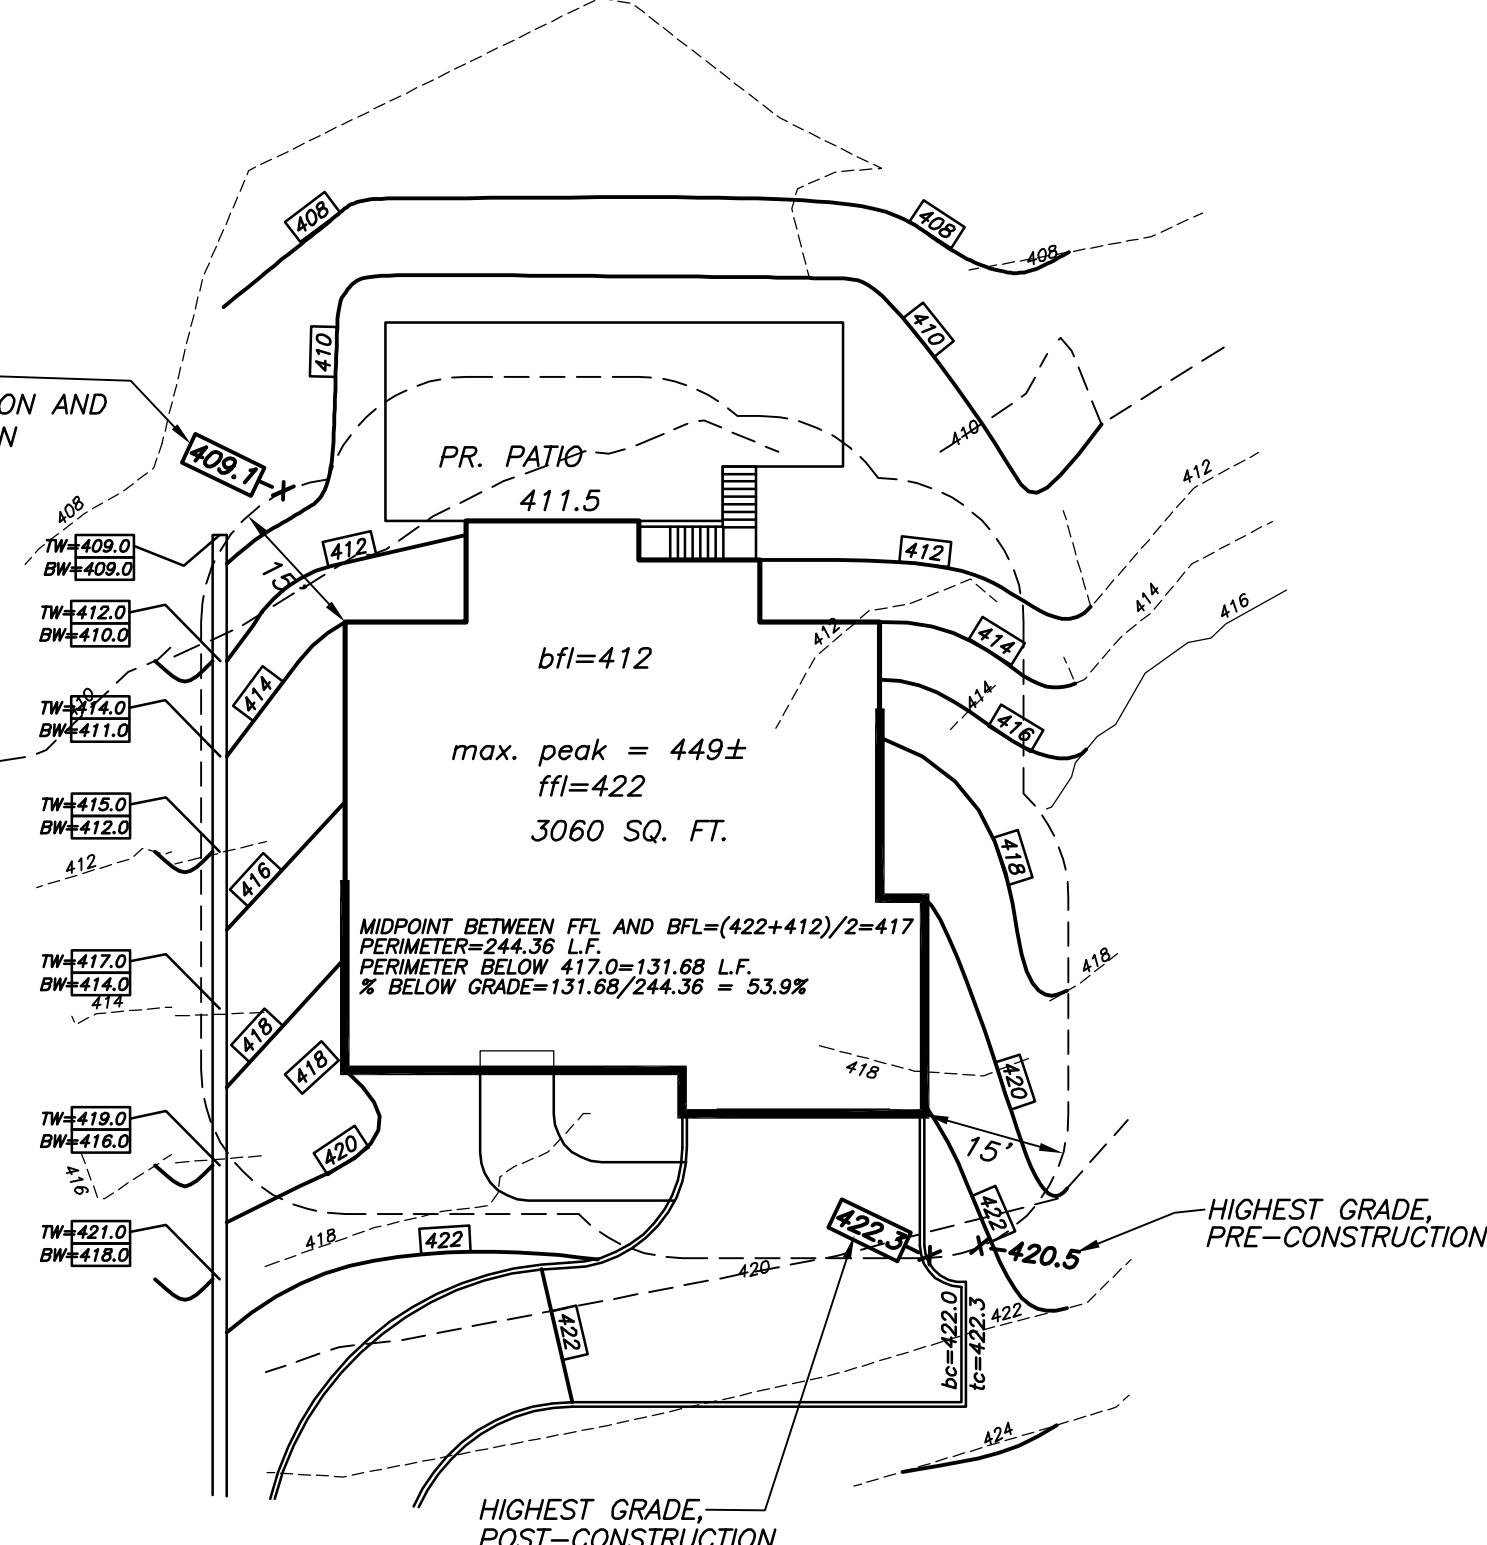 408
408
408
410
410
ON AND
N
409.1
PR. PATIO
411.5
410
412
408
TW=409.0
BW=409.0
412
15'
412
TW=412.0
BW=410.0
414
416
412
414
bfl=412
414
414
416
410
TW=414.0
BW=411.0
max. peak = 449±
ffl=422
3060 SQ. FT.
TW=415.0
BW=412.0
412
416
418
MIDPOINT BETWEEN FFL AND BFL=(422+412)/2=417
PERIMETER=244.36 L.F.
PERIMETER BELOW 417.0=131.68 L.F.
% BELOW GRADE=131.68/244.36 = 53.9%
TW=417.0
BW=414.0
414
418
418
418
418
420
TW=419.0
BW=416.0
416
420
15'
422.3
422
420.5
HIGHEST GRADE,
PRE-CONSTRUCTION
TW=421.0
BW=418.0
418
422
420
422
bc=422.0
tc=422.3
422
424
HIGHEST GRADE,
POST-CONSTRUCTION